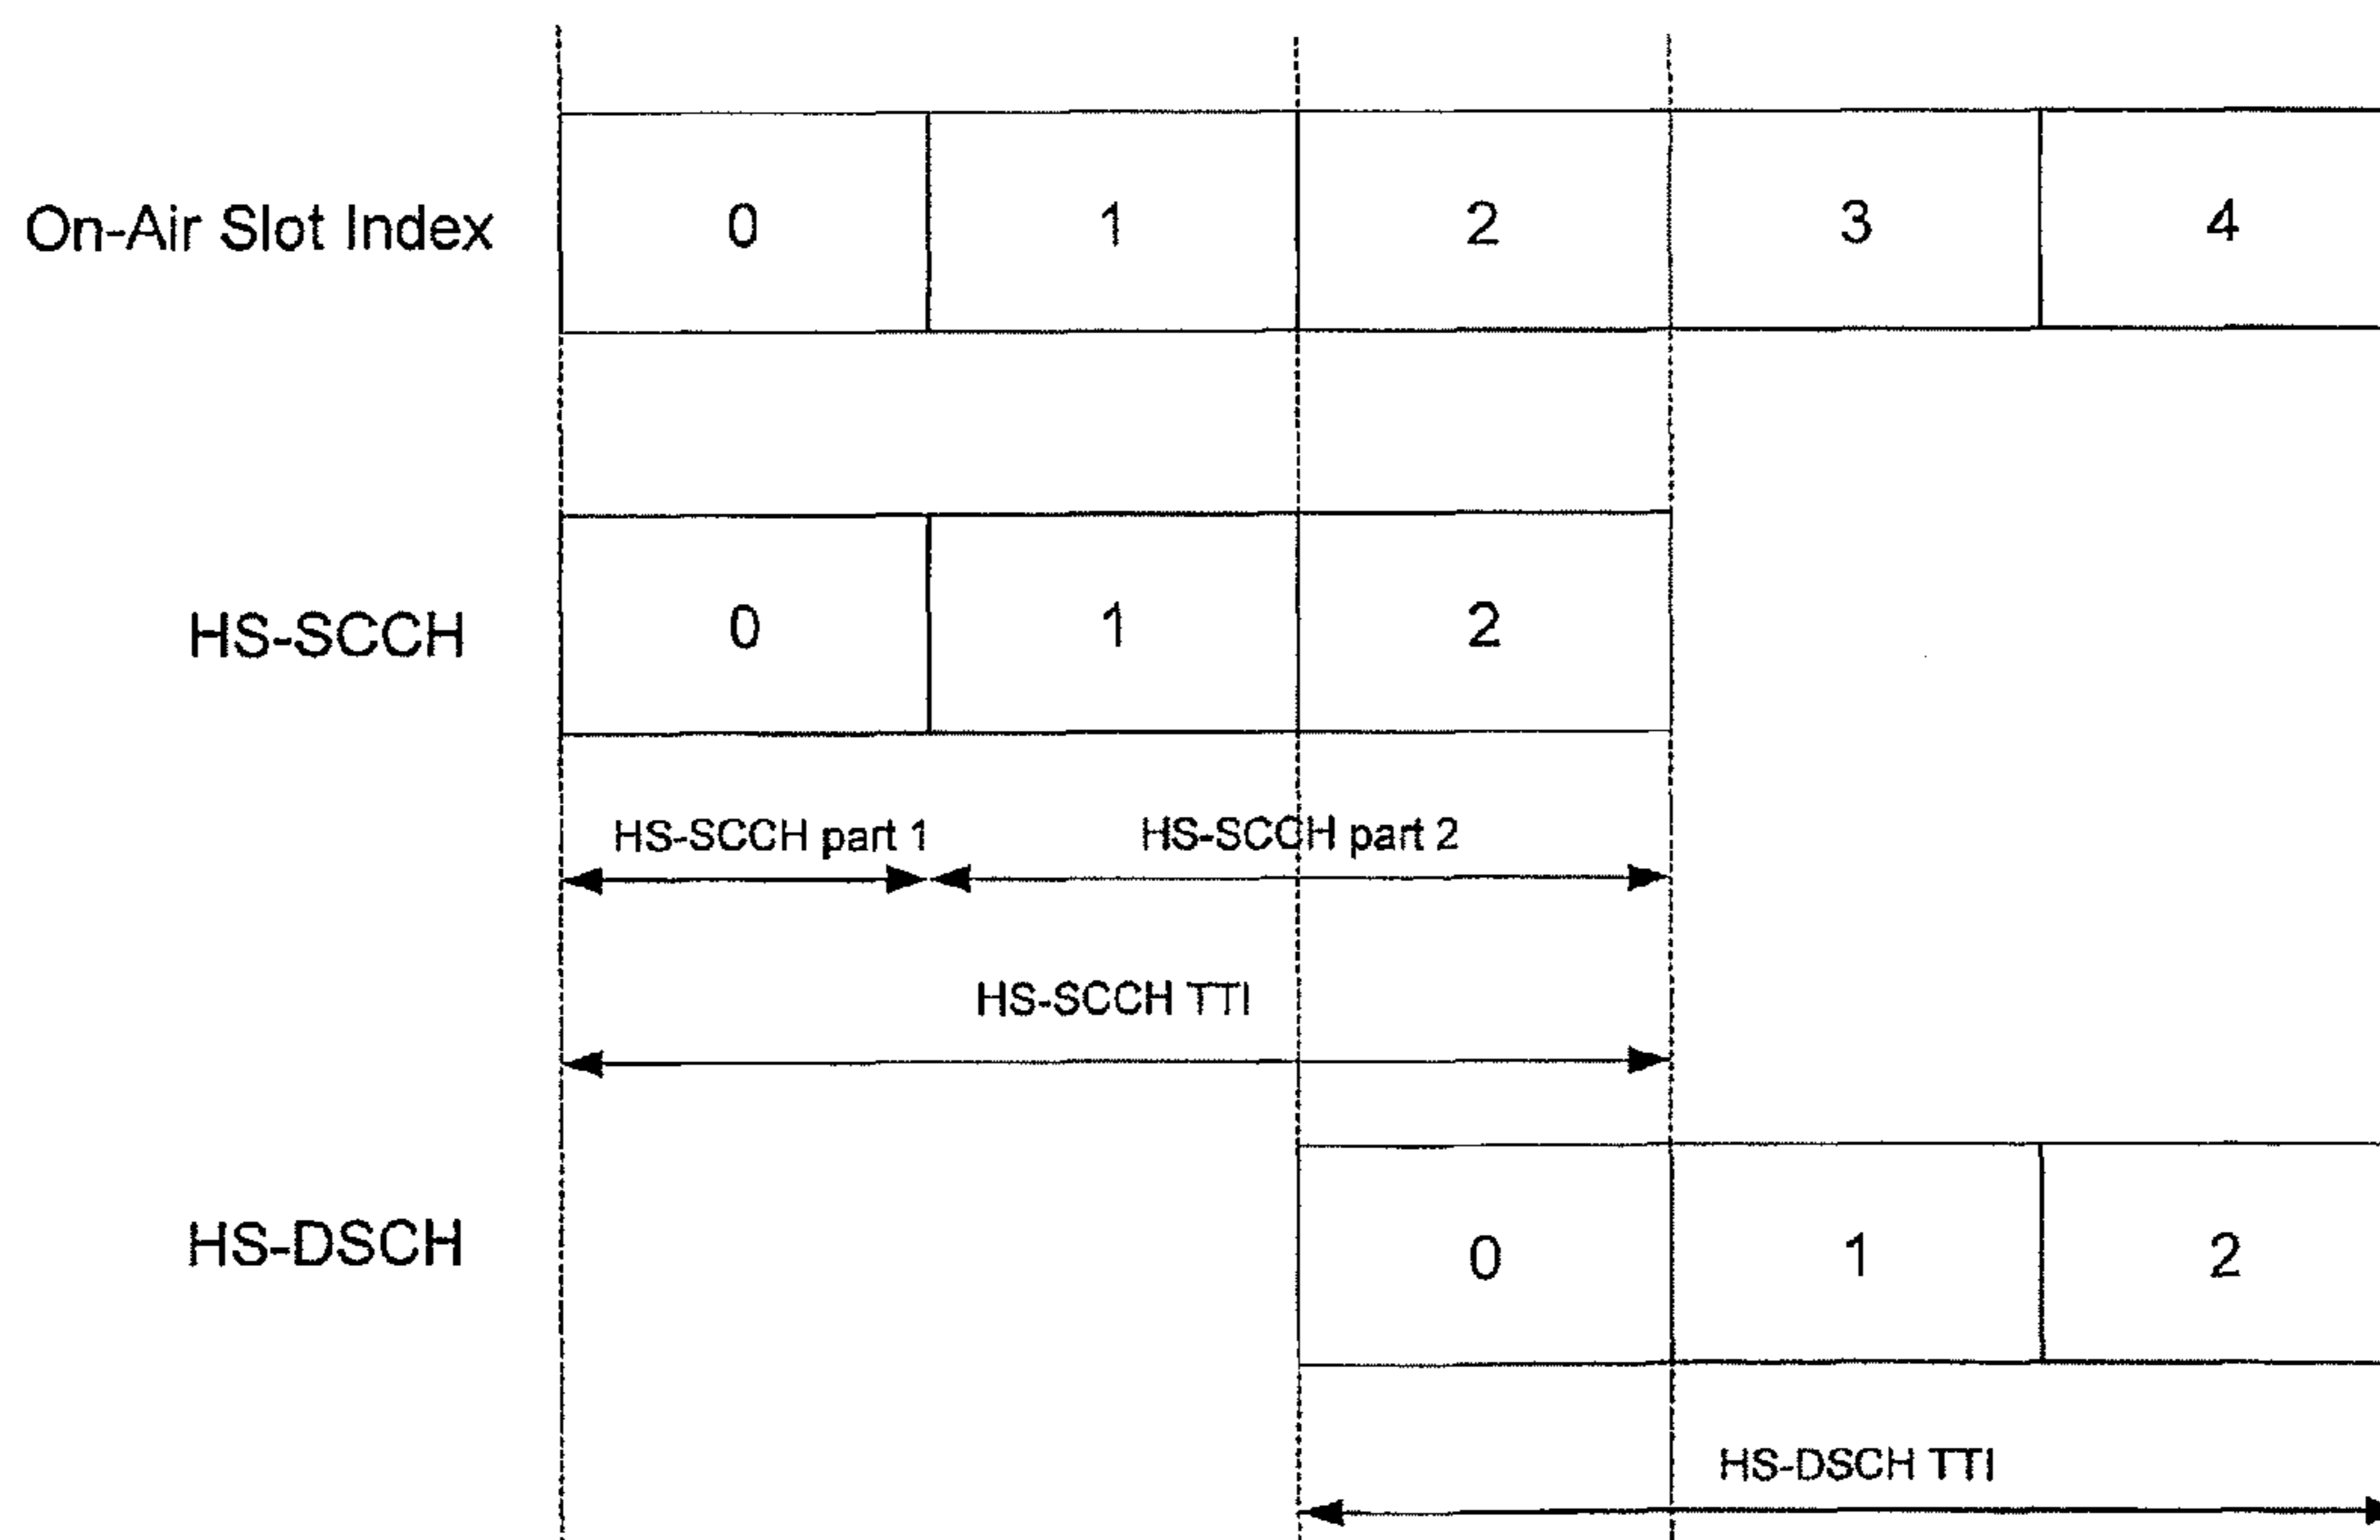 On-Air Slot Index 0 1 2 3 4
HS-SCCH 0 1 2
HS-SCCH part 1 HS-SCCH part 2
HS-SCCH TTI
HS-DSCH 0 1 2
HS-DSCH TTI